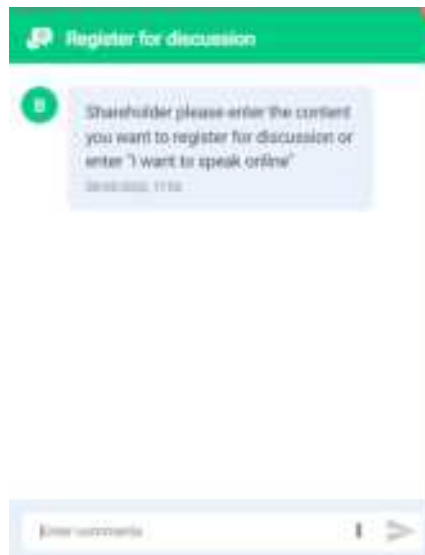 Register for discussion
B
Shareholder please enter the content
you want to register for discussion or
enter "I want to speak online"
Enter comments